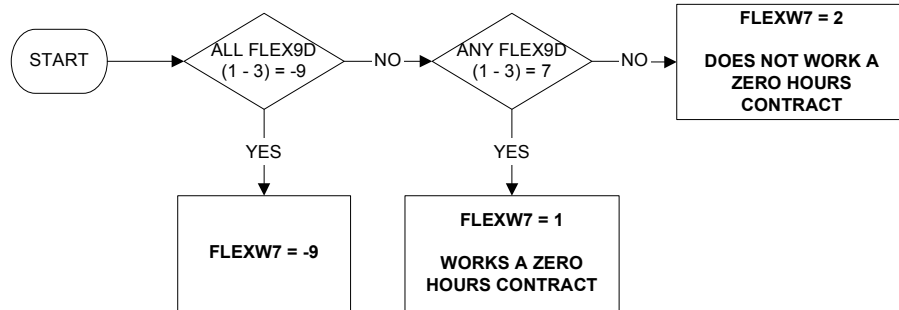 START
ALL FLEX9D
(1 - 3) = -9
NO
ANY FLEX9D
(1 - 3) = 7
NO
FLEXW7 = 2
DOES NOT WORK A
ZERO HOURS
CONTRACT
YES
YES
FLEXW7 = -9
FLEXW7 = 1
WORKS A ZERO
HOURS CONTRACT